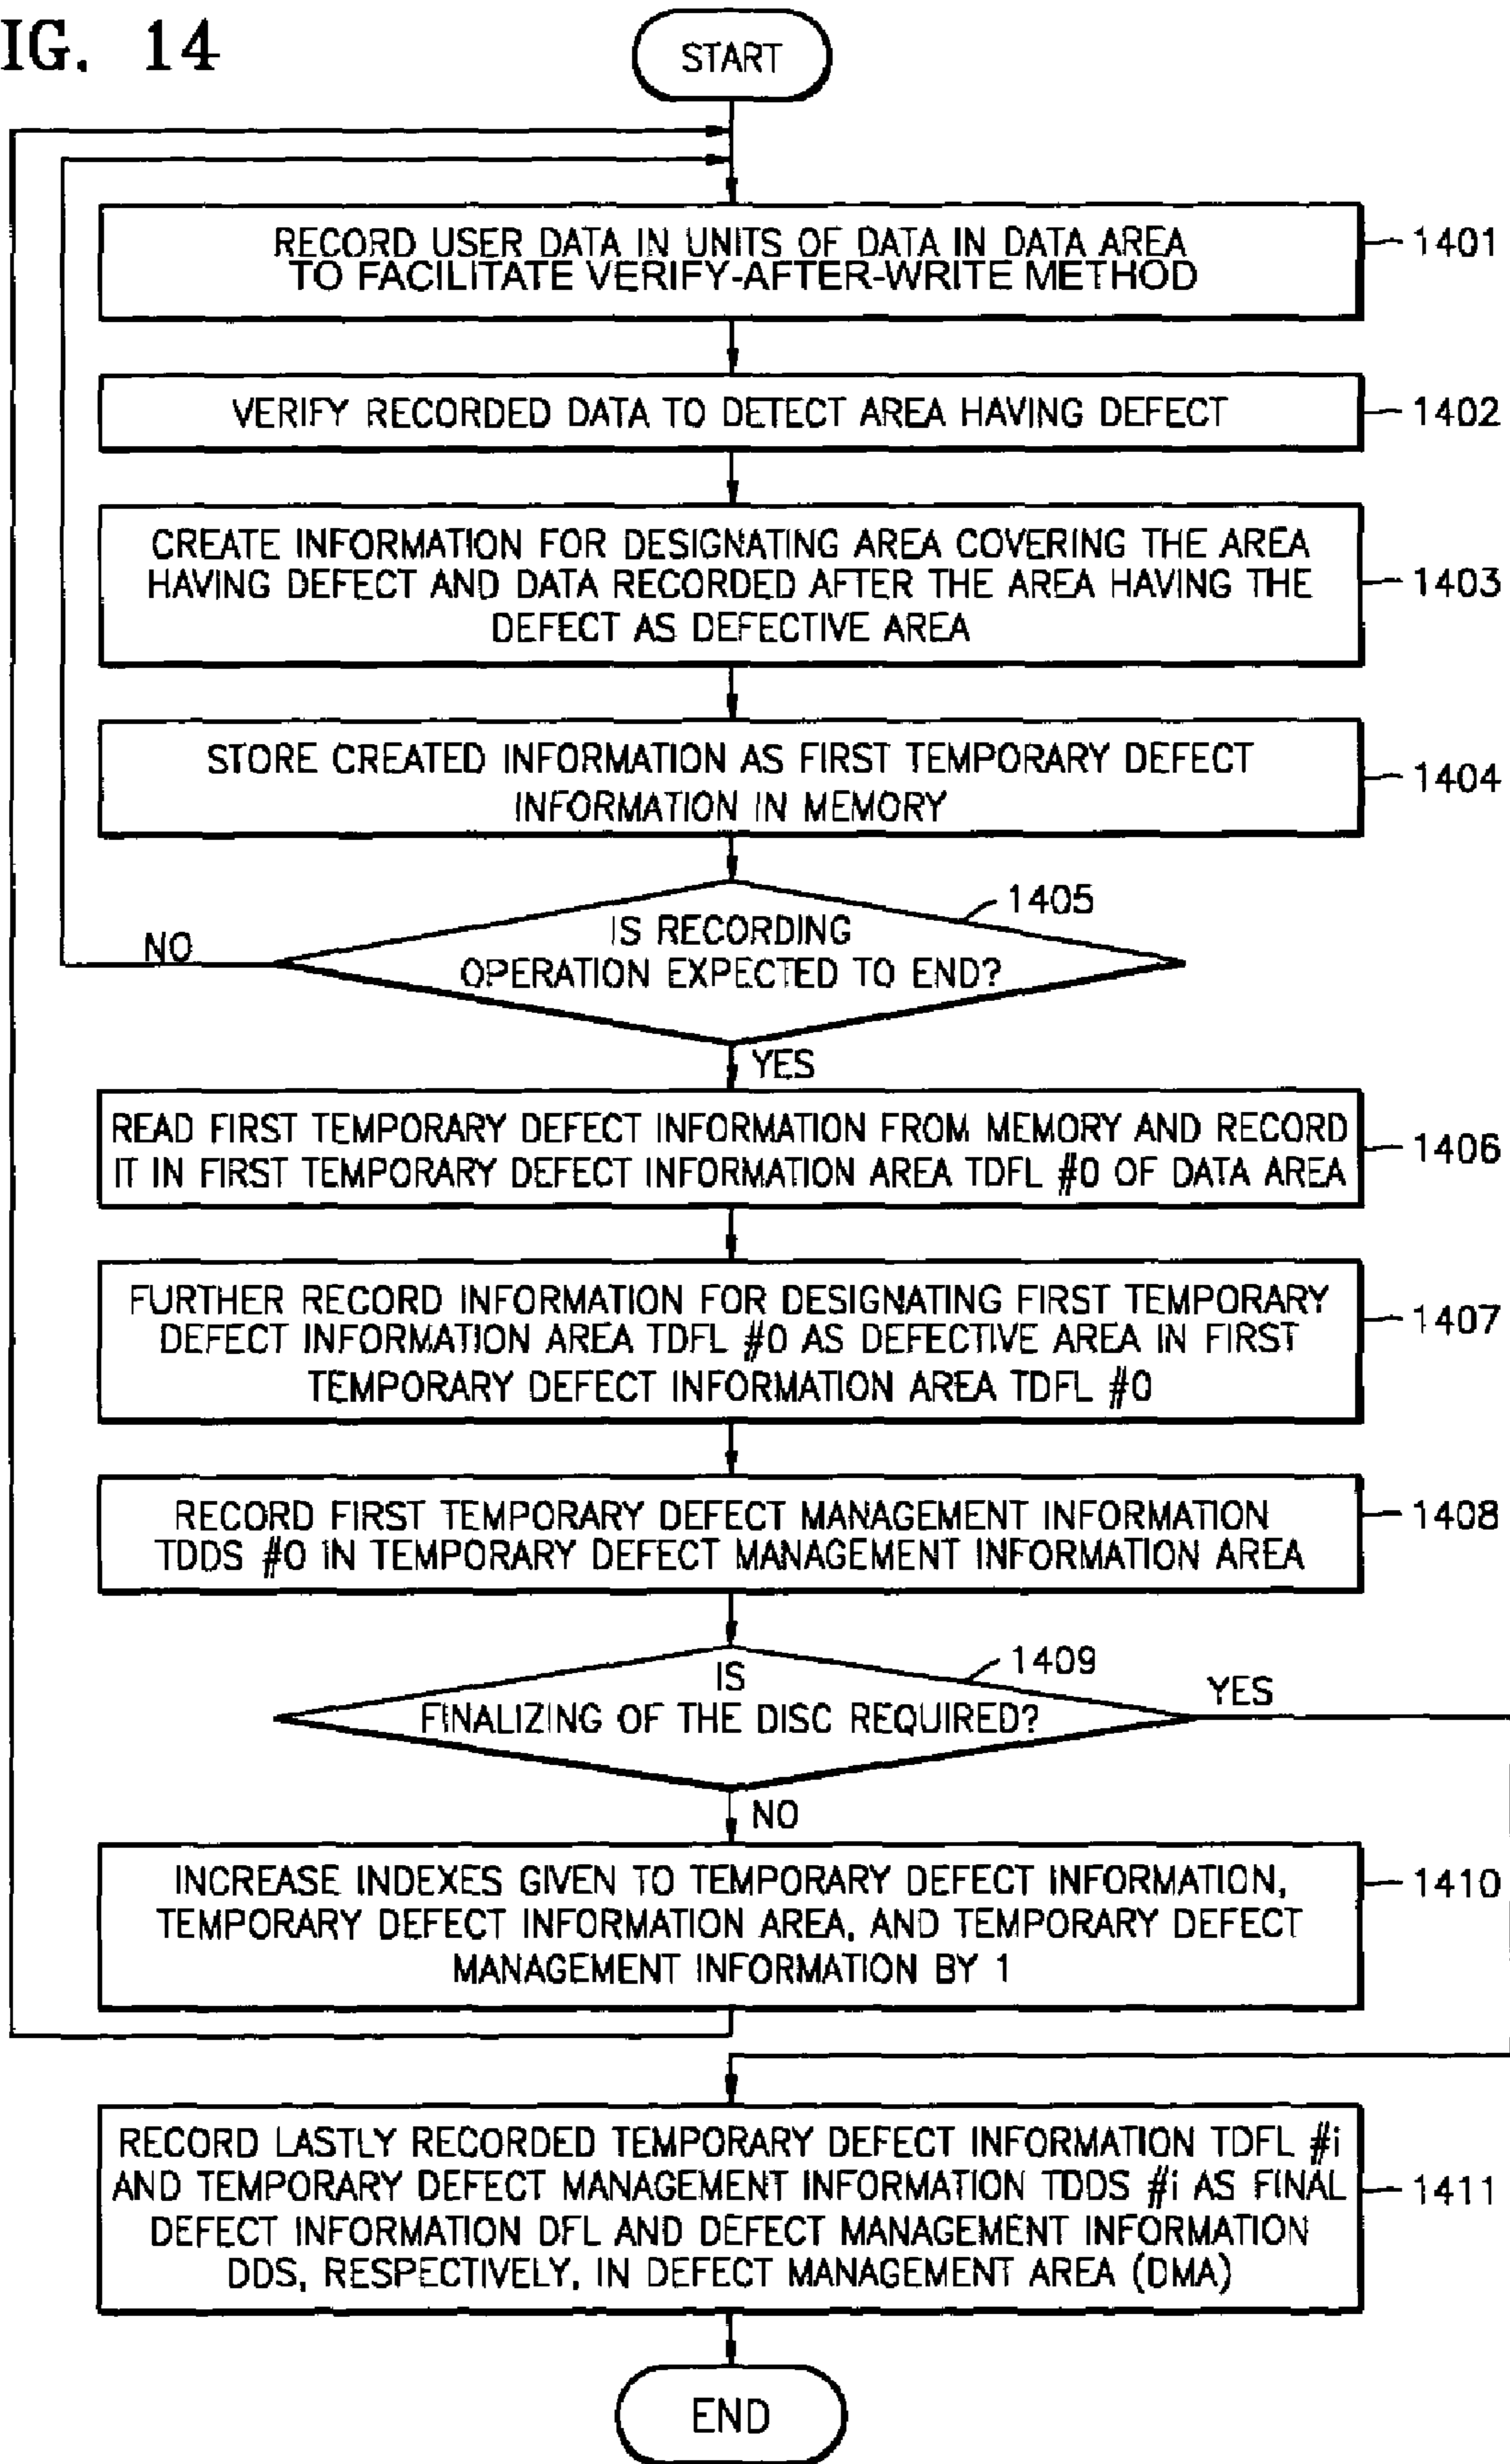 IG. 14
START
RECORD USER DATA IN UNITS OF DATA IN DATA AREA
TO FACILITATE VERIFY-AFTER-WRITE METHOD
1401
VERIFY RECORDED DATA TO DETECT AREA HAVING DEFECT
1402
CREATE INFORMATION FOR DESIGNATING AREA COVERING THE AREA
HAVING DEFECT AND DATA RECORDED AFTER THE AREA HAVING THE
DEFECT AS DEFECTIVE AREA
1403
STORE CREATED INFORMATION AS FIRST TEMPORARY DEFECT
INFORMATION IN MEMORY
1404
1405
IS RECORDING
OPERATION EXPECTED TO END?
NO
YES
READ FIRST TEMPORARY DEFECT INFORMATION FROM MEMORY AND RECORD
IT IN FIRST TEMPORARY DEFECT INFORMATION AREA TDFL #0 OF DATA AREA
1406
FURTHER RECORD INFORMATION FOR DESIGNATING FIRST TEMPORARY
DEFECT INFORMATION AREA TDFL #0 AS DEFECTIVE AREA IN FIRST
TEMPORARY DEFECT INFORMATION AREA TDFL #0
1407
RECORD FIRST TEMPORARY DEFECT MANAGEMENT INFORMATION
TDDS #0 IN TEMPORARY DEFECT MANAGEMENT INFORMATION AREA
1408
1409
IS
FINALIZING OF THE DISC REQUIRED?
YES
NO
INCREASE INDEXES GIVEN TO TEMPORARY DEFECT INFORMATION,
TEMPORARY DEFECT INFORMATION AREA, AND TEMPORARY DEFECT
MANAGEMENT INFORMATION BY 1
1410
RECORD LASTLY RECORDED TEMPORARY DEFECT INFORMATION TDFL #i
AND TEMPORARY DEFECT MANAGEMENT INFORMATION TDDS #i AS FINAL
DEFECT INFORMATION DFL AND DEFECT MANAGEMENT INFORMATION
DDS, RESPECTIVELY, IN DEFECT MANAGEMENT AREA (DMA)
1411
END